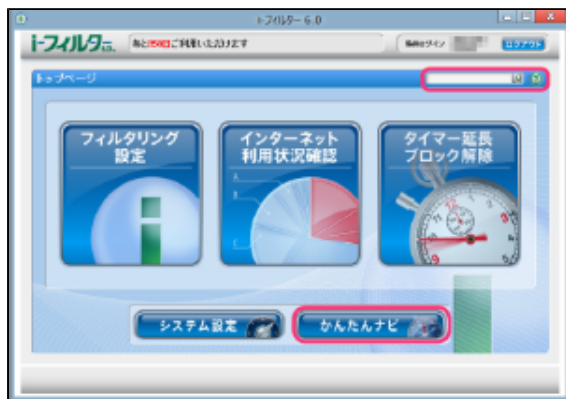 i-フィルター 6.0
i-フィルター6.0
ログアウト
トップページ
フィルタリング
設定
インターネット
利用状況確認
タイマー延長
ブロック解除
A
B
C
システム設定
かんたんナビ